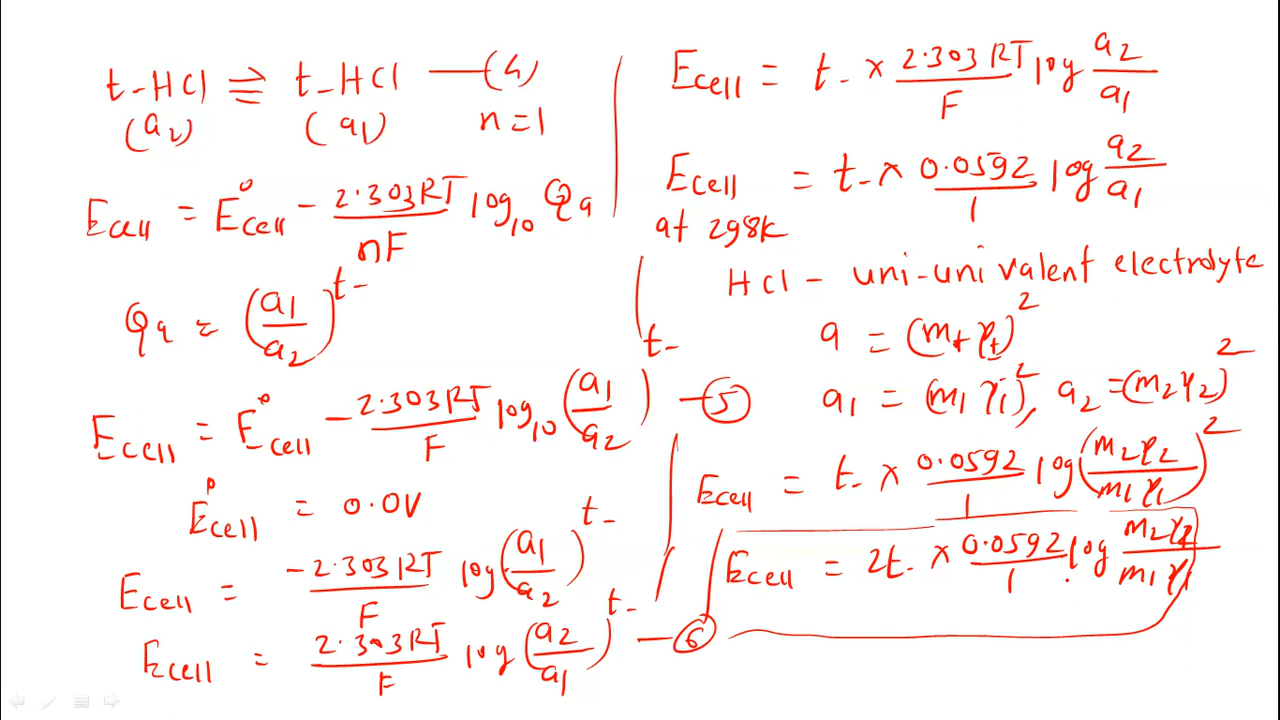 t-HCl ⇌ t-HCl —(4)
(a2) (a1) n=1
Ecell = E°cell - 2.303RT/nF log10 Qa
Qa = (a1/a2)^t-
Ecell = E°cell - 2.303RT/F log10 (a1/a2)^t- —(5)
E°cell = 0.0V
Ecell = -2.303RT/F log (a1/a2)^t-
Ecell = 2.303RT/F log (a2/a1)^t- —(6)
Ecell = t- × 2.303RT/F log a2/a1
Ecell = t- × 0.0592/1 log a2/a1
at 298K
HCl - uni-univalent electrolyte
a = (m± γ±)^2
a1 = (m1 γ1)^2, a2 = (m2 γ2)^2
Ecell = t- × 0.0592/1 log (m2γ2/m1γ1)^2
Ecell = 2t- × 0.0592/1 log m2γ2/m1γ1